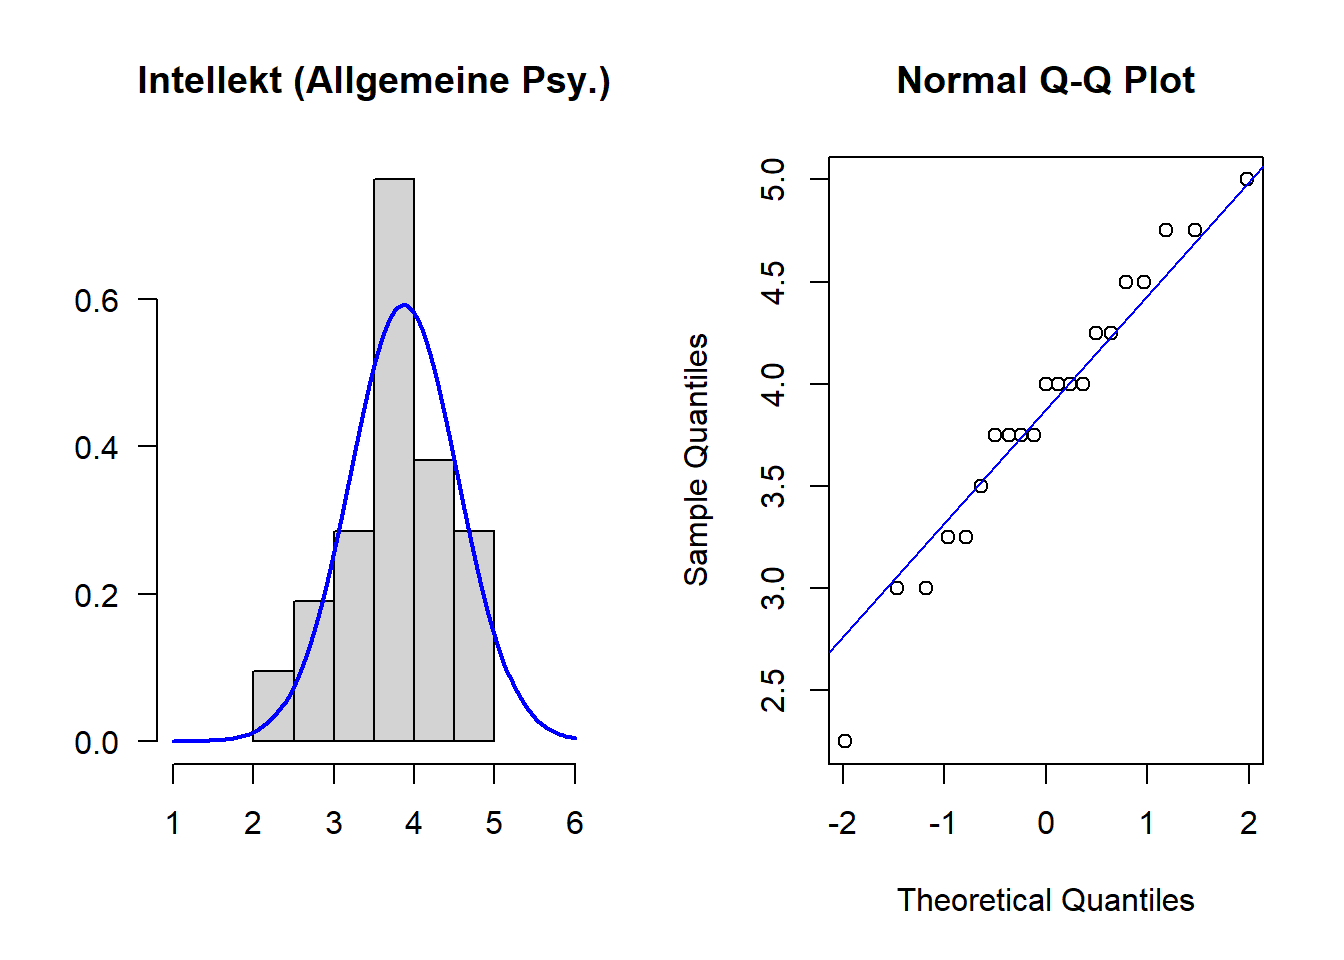 Intellekt (Allgemeine Psy.)
0.6
0.4
0.2
0.0
1 2 3 4 5 6
Normal Q-Q Plot
Sample Quantiles
5.0
4.5
4.0
3.5
3.0
2.5
-2 -1 0 1 2
Theoretical Quantiles